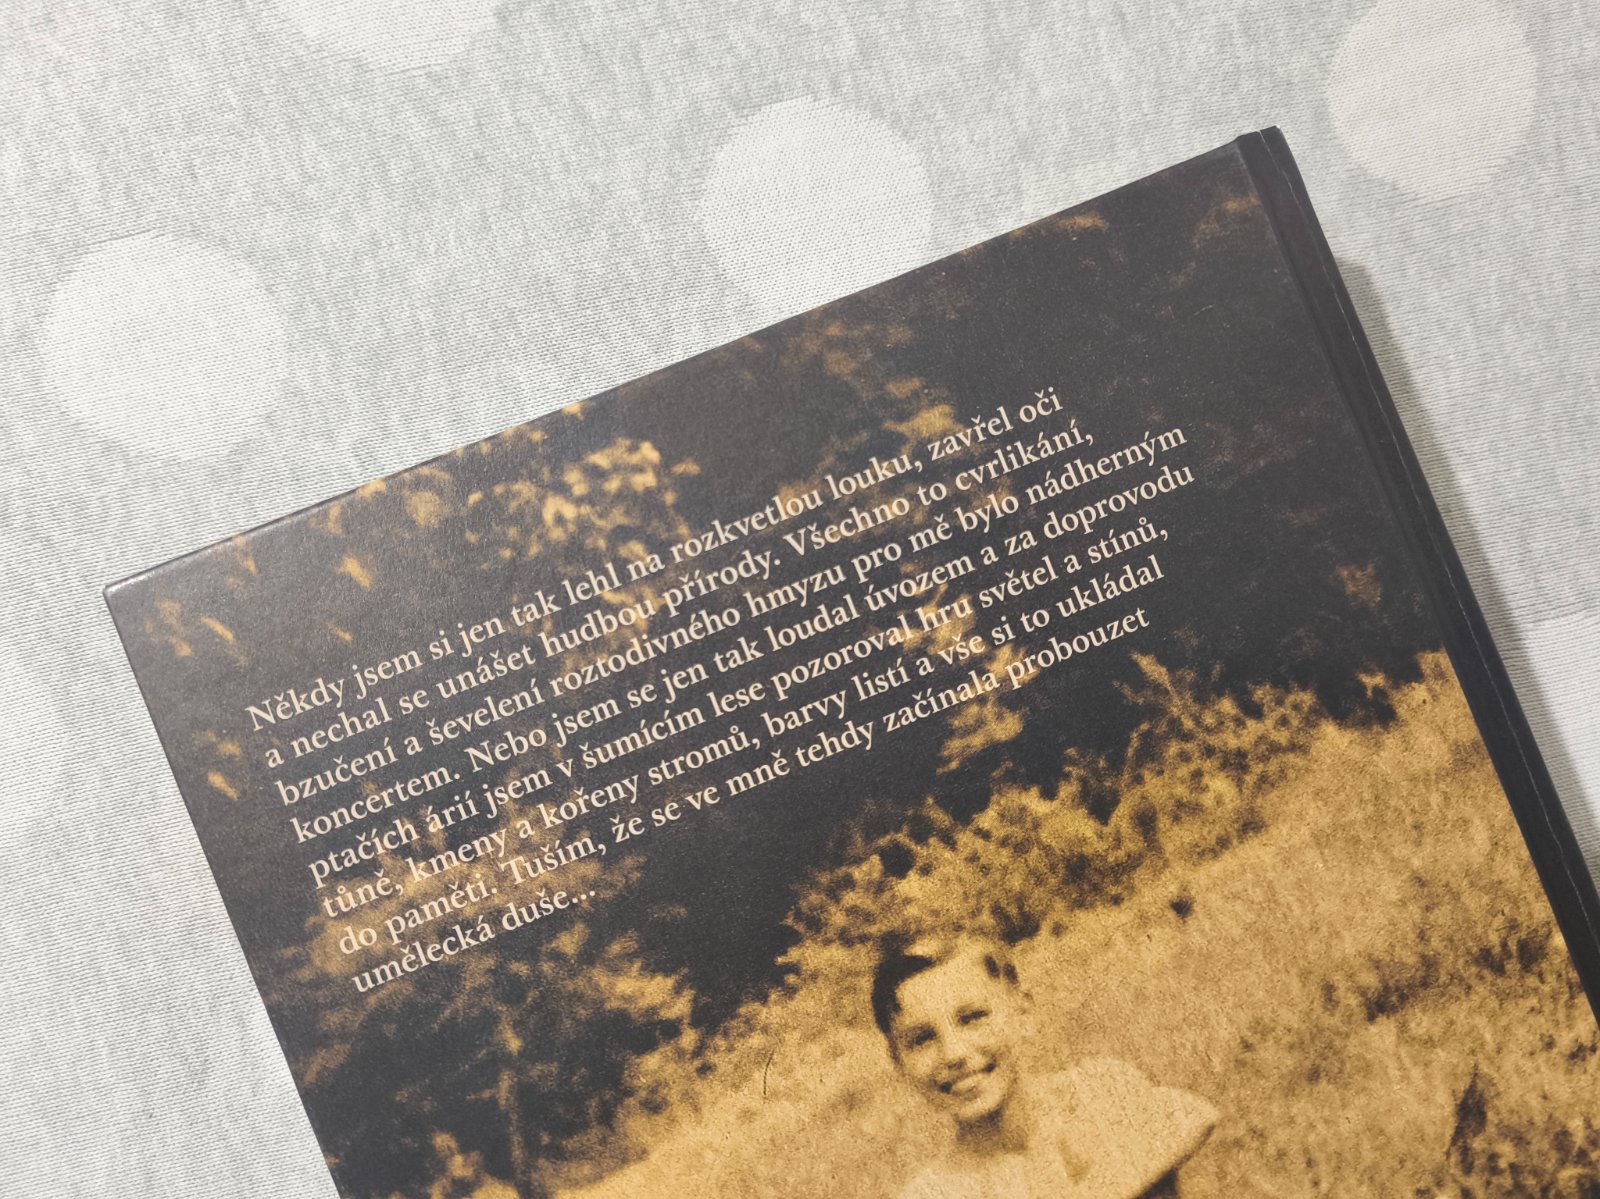 Někdy jsem si jen tak lehl na rozkvetlou louku, zavřel oči
a nechal se unášet hudbou přírody. Všechno to cvrlikání,
bzučení a ševelení roztodivného hmyzu pro mě bylo nádherným
koncertem. Nebo jsem se jen tak loudal úvozem a za doprovodu
ptačích árií jsem v šumícím lese pozoroval hru světel a stínů,
tůně, kmeny a kořeny stromů, barvy listí a vše si to ukládal
do paměti. Tuším, že se ve mně tehdy začínala probouzet
umělecká duše...